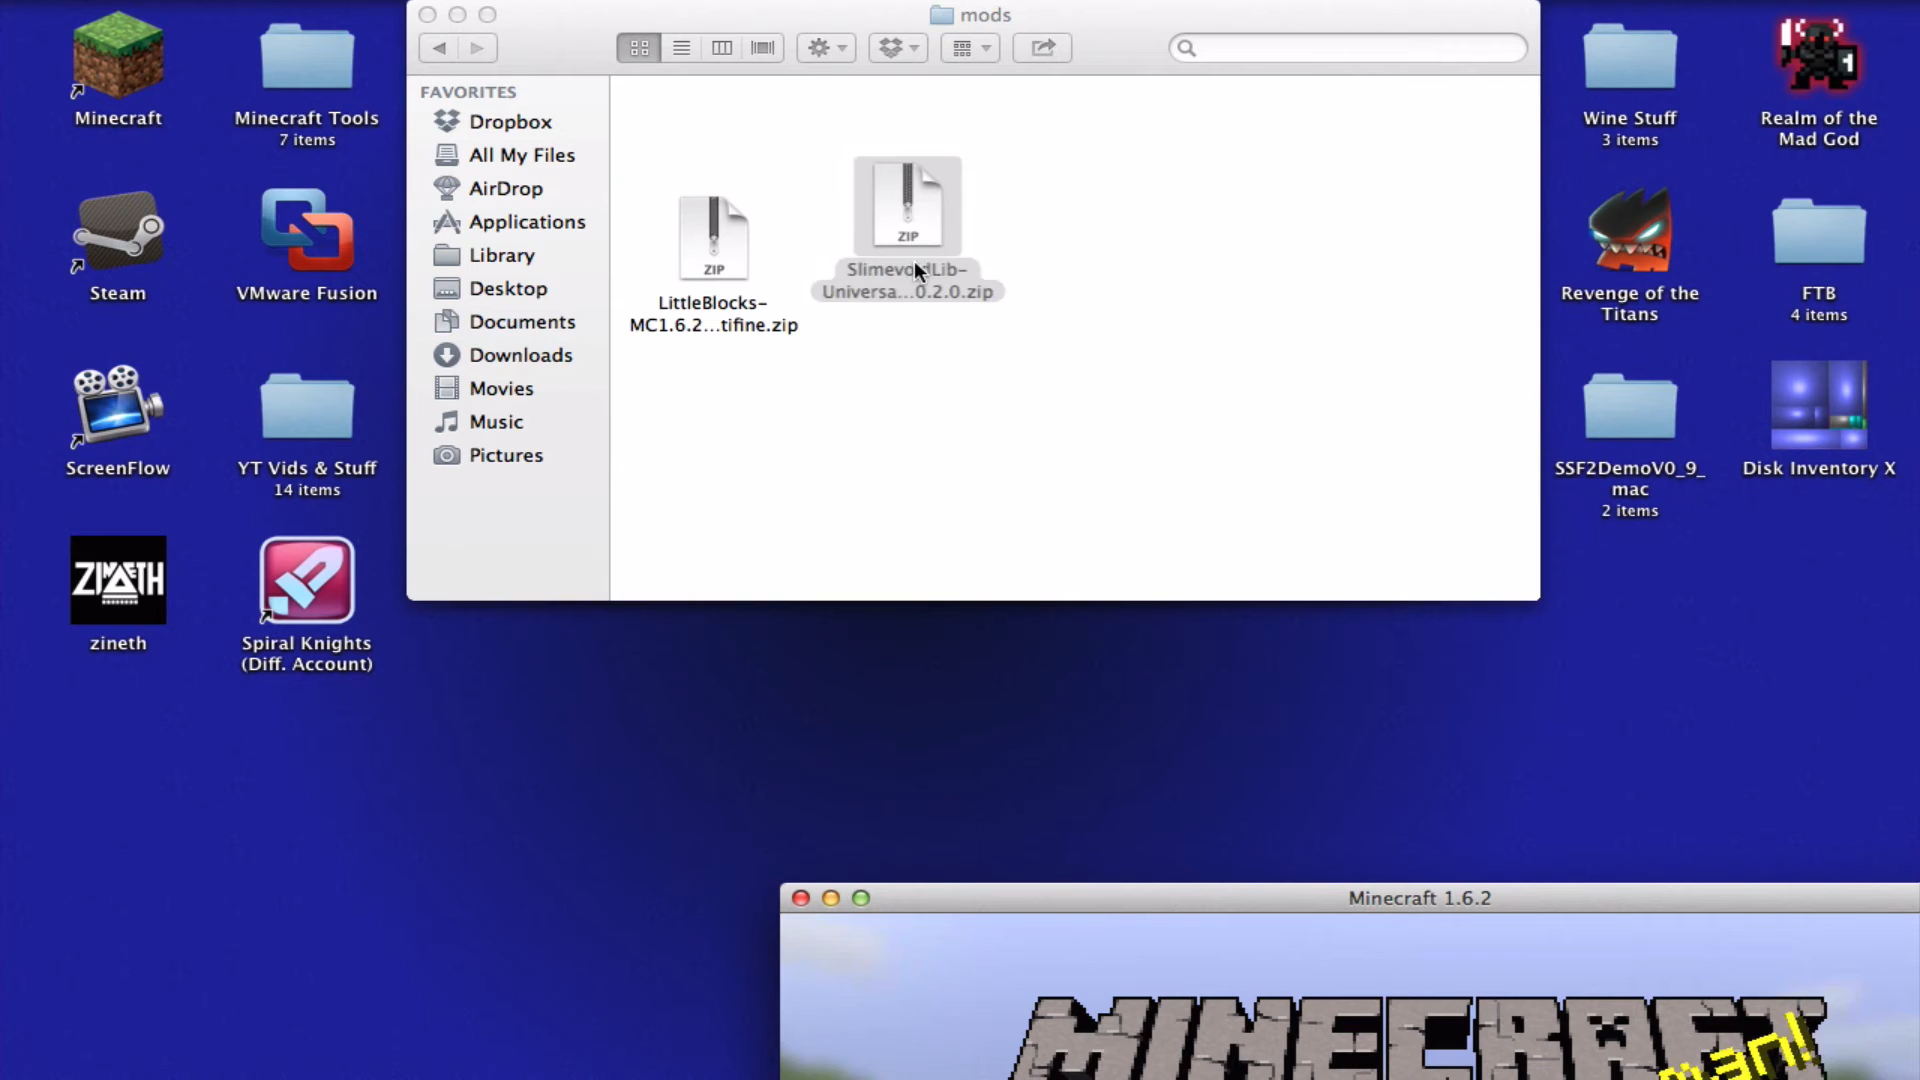 mods
FAVORITES
Dropbox
All My Files
AirDrop
Applications
Library
Desktop
Documents
Downloads
Movies
Music
Pictures
ZIP
LittleBlocks-
MC1.6.2...tifine.zip
ZIP
Universa...0.2.0.zip
Minecraft
Minecraft Tools
7 items
Steam
VMware Fusion
ScreenFlow
YT Vids & Stuff
14 items
ZINETH
zineth
Spiral Knights
(Diff. Account)
Wine Stuff
3 items
Realm of the
Mad God
Revenge of the
Titans
FTB
4 items
SSF2DemoV0_9_
mac
2 items
Disk Inventory X
Minecraft 1.6.2
MINECRAFT